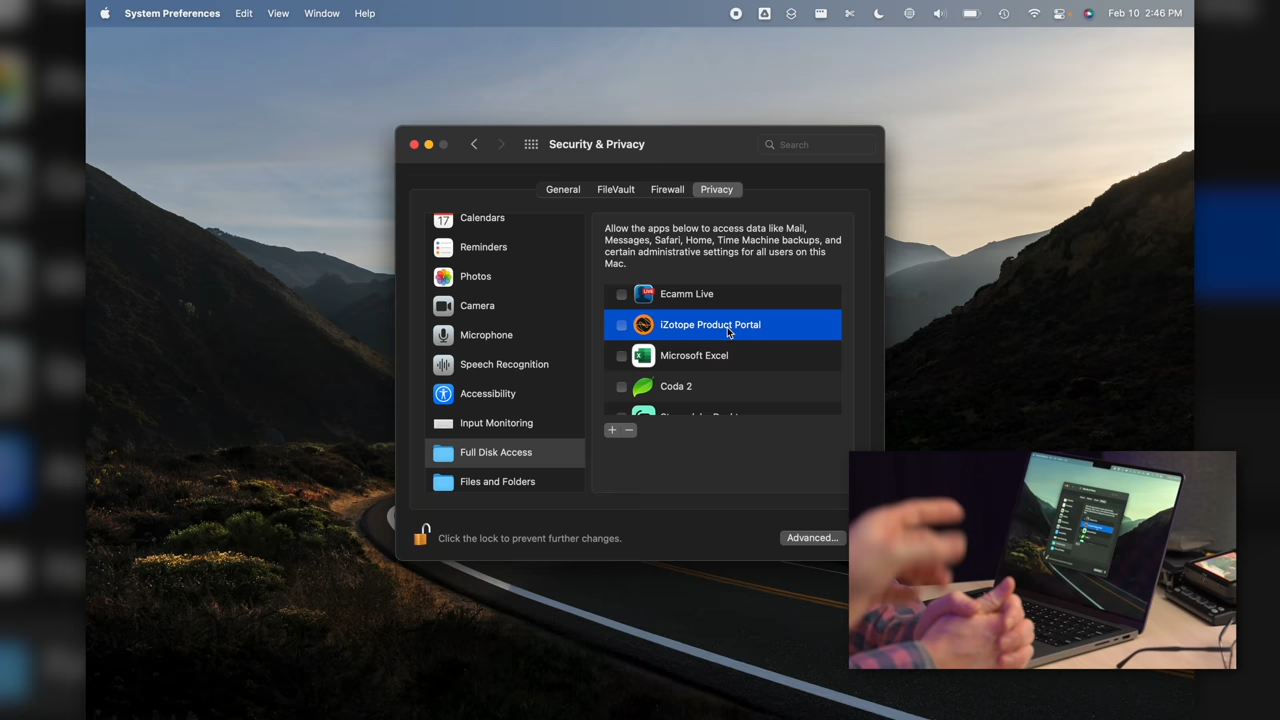 System Preferences Edit View Window Help Feb 10 2:46 PM
Security & Privacy
Search
General FileVault Firewall Privacy
17 Calendars
Reminders
Photos
Camera
Microphone
Speech Recognition
Accessibility
Input Monitoring
Full Disk Access
Files and Folders
Allow the apps below to access data like Mail,
Messages, Safari, Home, Time Machine backups, and
certain administrative settings for all users on this
Mac.
LIVE Ecamm Live
iZotope Product Portal
Microsoft Excel
Coda 2
+ −
Click the lock to prevent further changes.
Advanced...